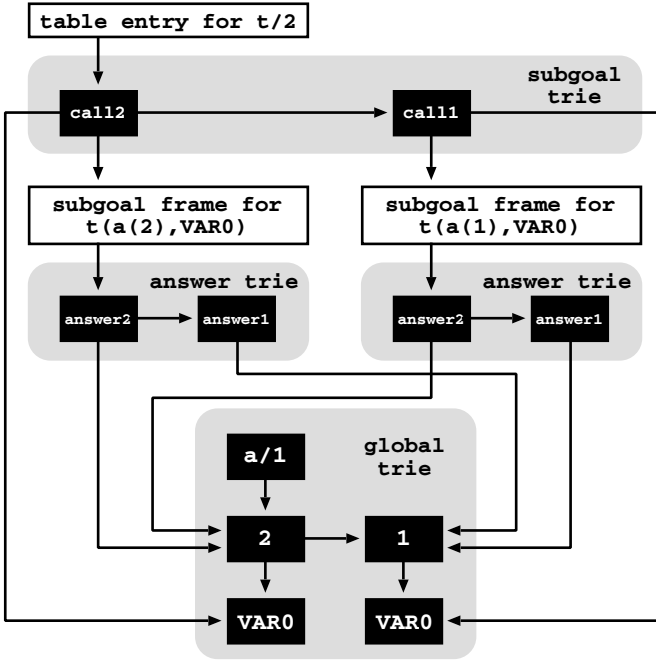 table entry for t/2
subgoal
trie
call2
call1
subgoal frame for
t(a(2),VAR0)
subgoal frame for
t(a(1),VAR0)
answer trie
answer2
answer1
answer trie
answer2
answer1
global
trie
a/1
2
1
VAR0
VAR0